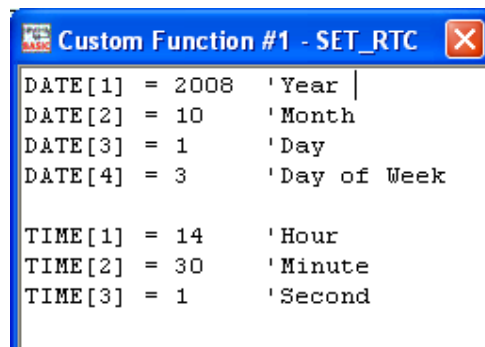 BASIC Custom Function #1 - SET_RTC
DATE[1] = 2008 'Year
DATE[2] = 10 'Month
DATE[3] = 1 'Day
DATE[4] = 3 'Day of Week
TIME[1] = 14 'Hour
TIME[2] = 30 'Minute
TIME[3] = 1 'Second